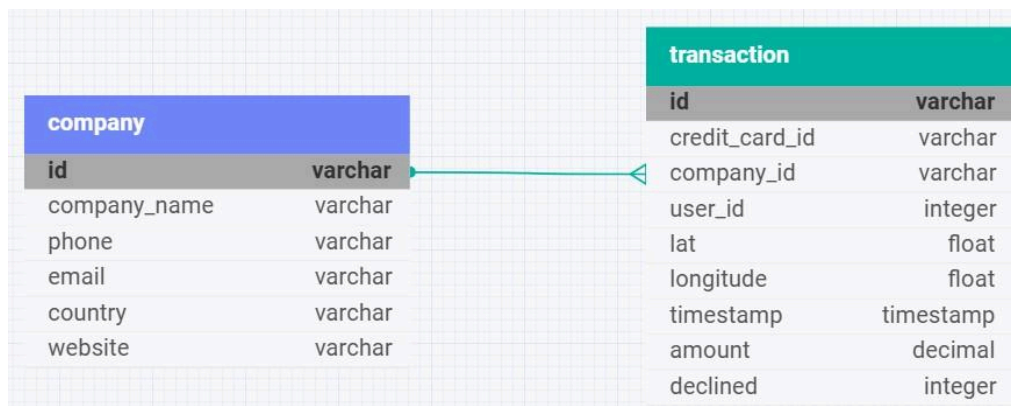 company
id varchar
company_name varchar
phone varchar
email varchar
country varchar
website varchar
transaction
id varchar
credit_card_id varchar
company_id varchar
user_id integer
lat float
longitude float
timestamp timestamp
amount decimal
declined integer